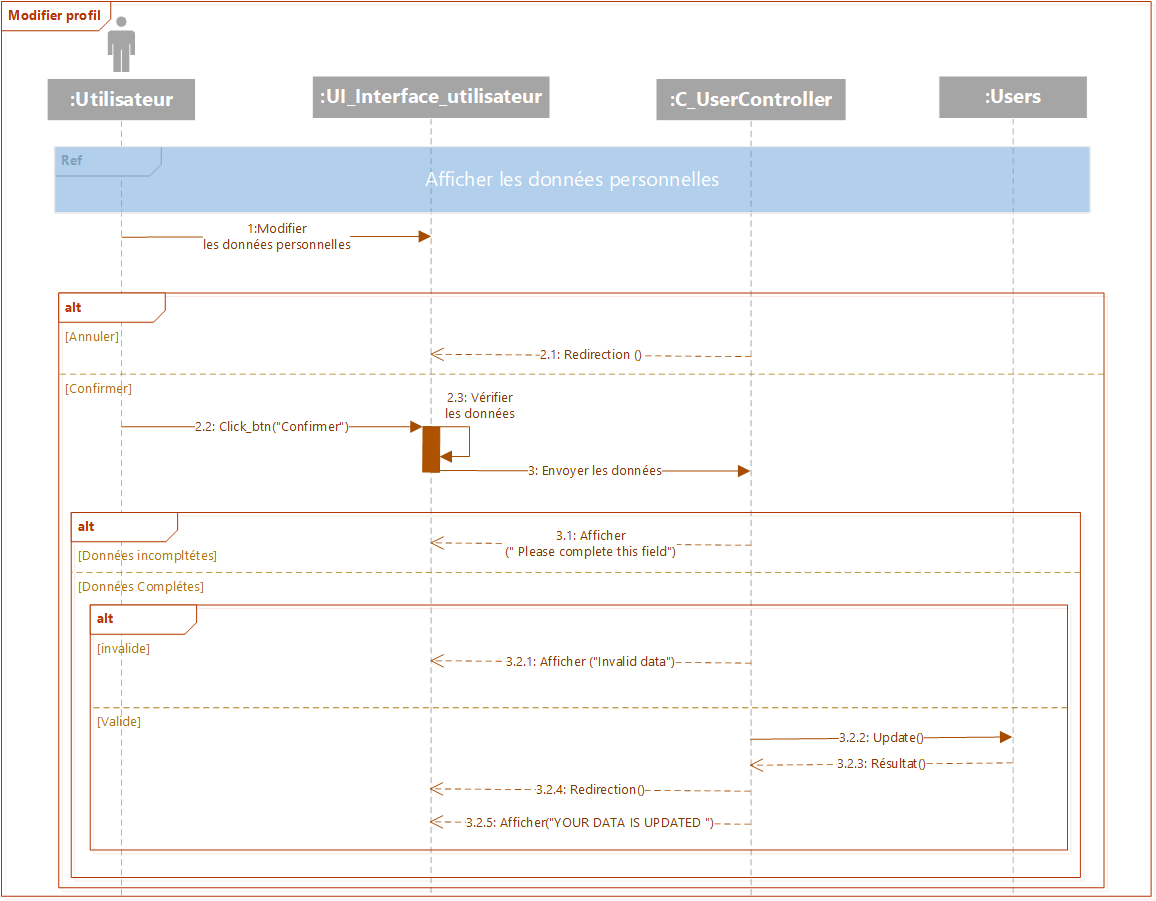 Modifier profil
:Utilisateur
:UI_Interface_utilisateur
:C_UserController
:Users
Ref
Afficher les données personnelles
1:Modifier
les données personnelles
alt
[Annuler]
2.1: Redirection ()
[Confirmer]
2.3: Vérifier
les données
2.2: Click_btn("Confirmer")
3: Envoyer les données
alt
3.1: Afficher
(" Please complete this field")
[Données incompltétes]
[Données Complétes]
alt
[invalide]
3.2.1: Afficher ("Invalid data")
[Valide]
3.2.2: Update()
3.2.3: Résultat()
3.2.4: Redirection()
3.2.5: Afficher("YOUR DATA IS UPDATED ")